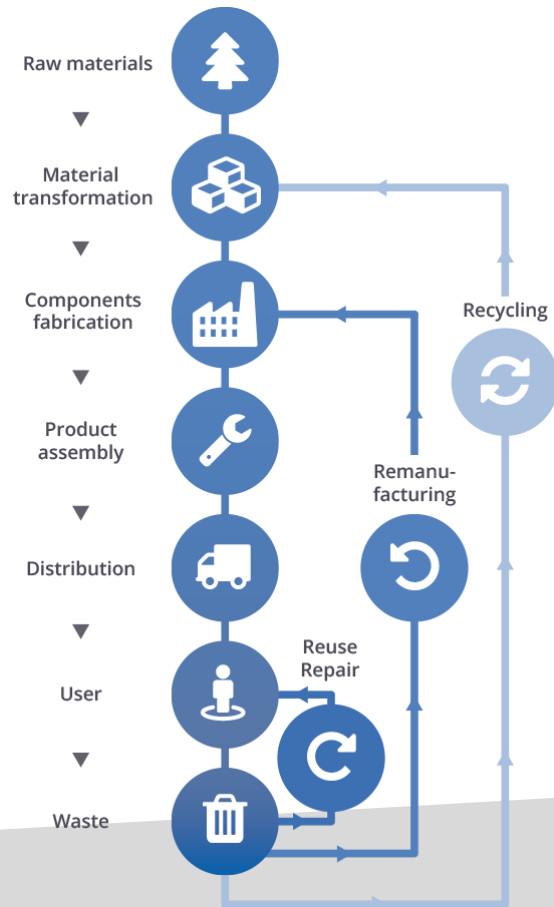 Raw materials
Material
transformation
Components
fabrication
Recycling
Product
assembly
Remanu-
facturing
Distribution
Reuse
Repair
User
Waste